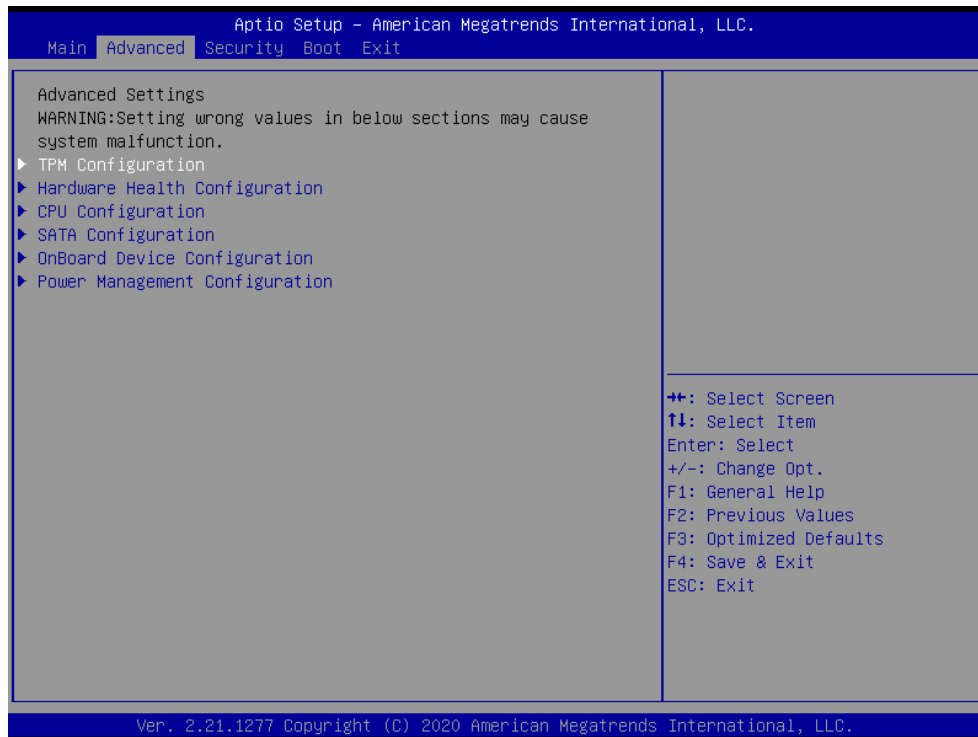 Aptio Setup – American Megatrends International, LLC.
Main Advanced Security Boot Exit
Advanced Settings
WARNING:Setting wrong values in below sections may cause
system malfunction.
▶ TPM Configuration
▶ Hardware Health Configuration
▶ CPU Configuration
▶ SATA Configuration
▶ OnBoard Device Configuration
▶ Power Management Configuration
→←: Select Screen
↑↓: Select Item
Enter: Select
+/-: Change Opt.
F1: General Help
F2: Previous Values
F3: Optimized Defaults
F4: Save & Exit
ESC: Exit
Ver. 2.21.1277 Copyright (C) 2020 American Megatrends International, LLC.